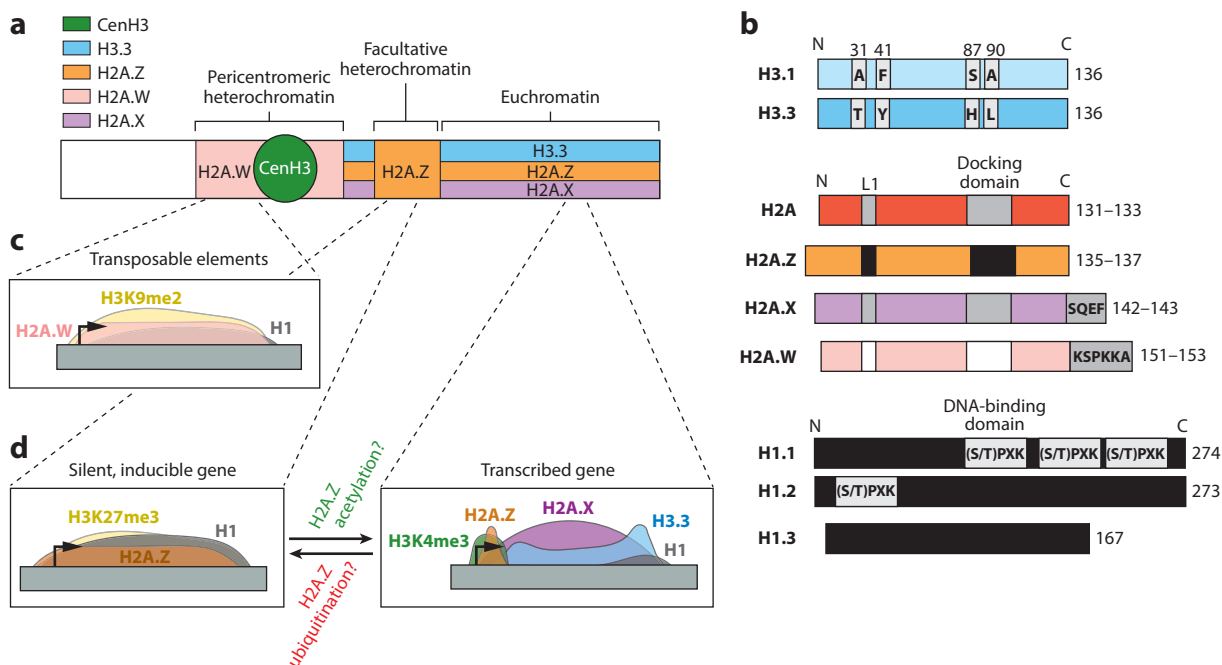 a
CenH3
H3.3
H2A.Z
H2A.W
H2A.X
Pericentromeric
heterochromatin
Facultative
heterochromatin
Euchromatin
H2A.W
CenH3
H2A.Z
H3.3
H2A.Z
H2A.X
b
N
31
41
87
90
C
H3.1
A
F
S
A
136
H3.3
T
Y
H
L
136
N
L1
Docking
domain
C
H2A
131–133
H2A.Z
135–137
H2A.X
SQEF
142–143
H2A.W
KSPKKA
151–153
N
DNA-binding
domain
C
H1.1
(S/T)PXK
(S/T)PXK
(S/T)PXK
274
H1.2
(S/T)PXK
273
H1.3
167
c
Transposable elements
H3K9me2
H2A.W
H1
d
Silent, inducible gene
H3K27me3
H1
H2A.Z
H2A.Z
acetylation?
H2A.Z
ubiquitination?
Transcribed gene
H2A.X
H2A.Z
H3.3
H3K4me3
H1